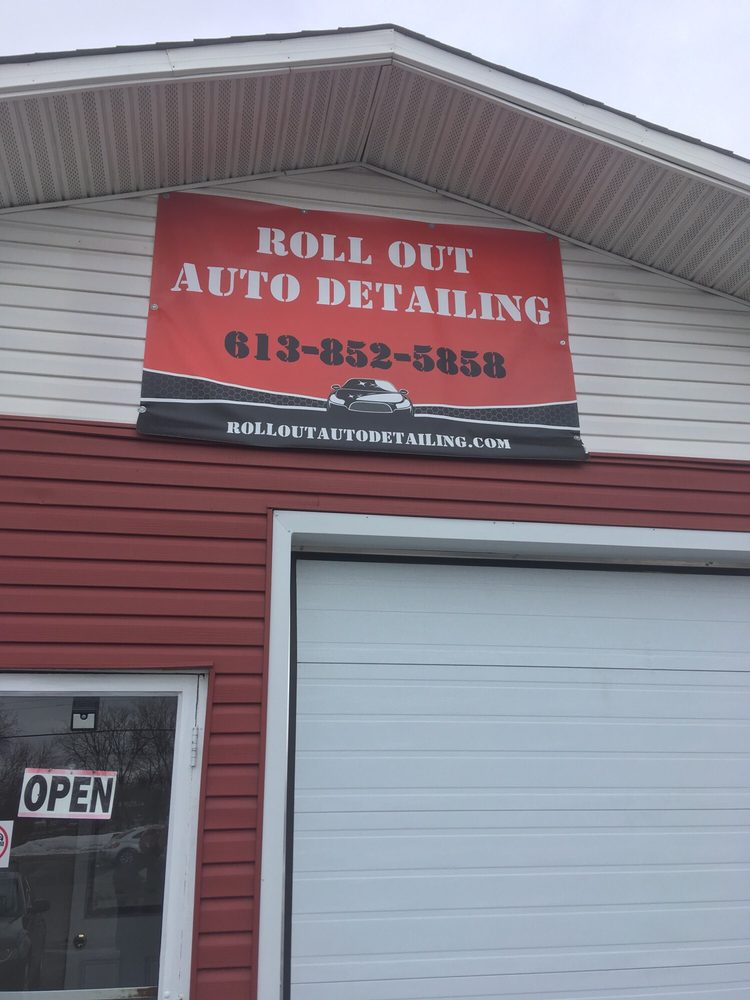 ROLL OUT
AUTO DETAILING
613-852-5858
ROLLOUTAUTODETAILING.COM
OPEN